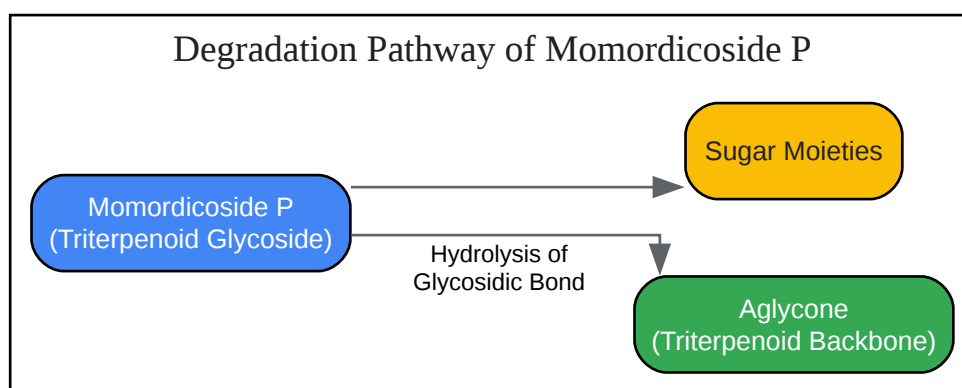 Degradation Pathway of Momordicoside P
Sugar Moieties
Momordicoside P
(Triterpenoid Glycoside)
Hydrolysis of
Glycosidic Bond
Aglycone
(Triterpenoid Backbone)